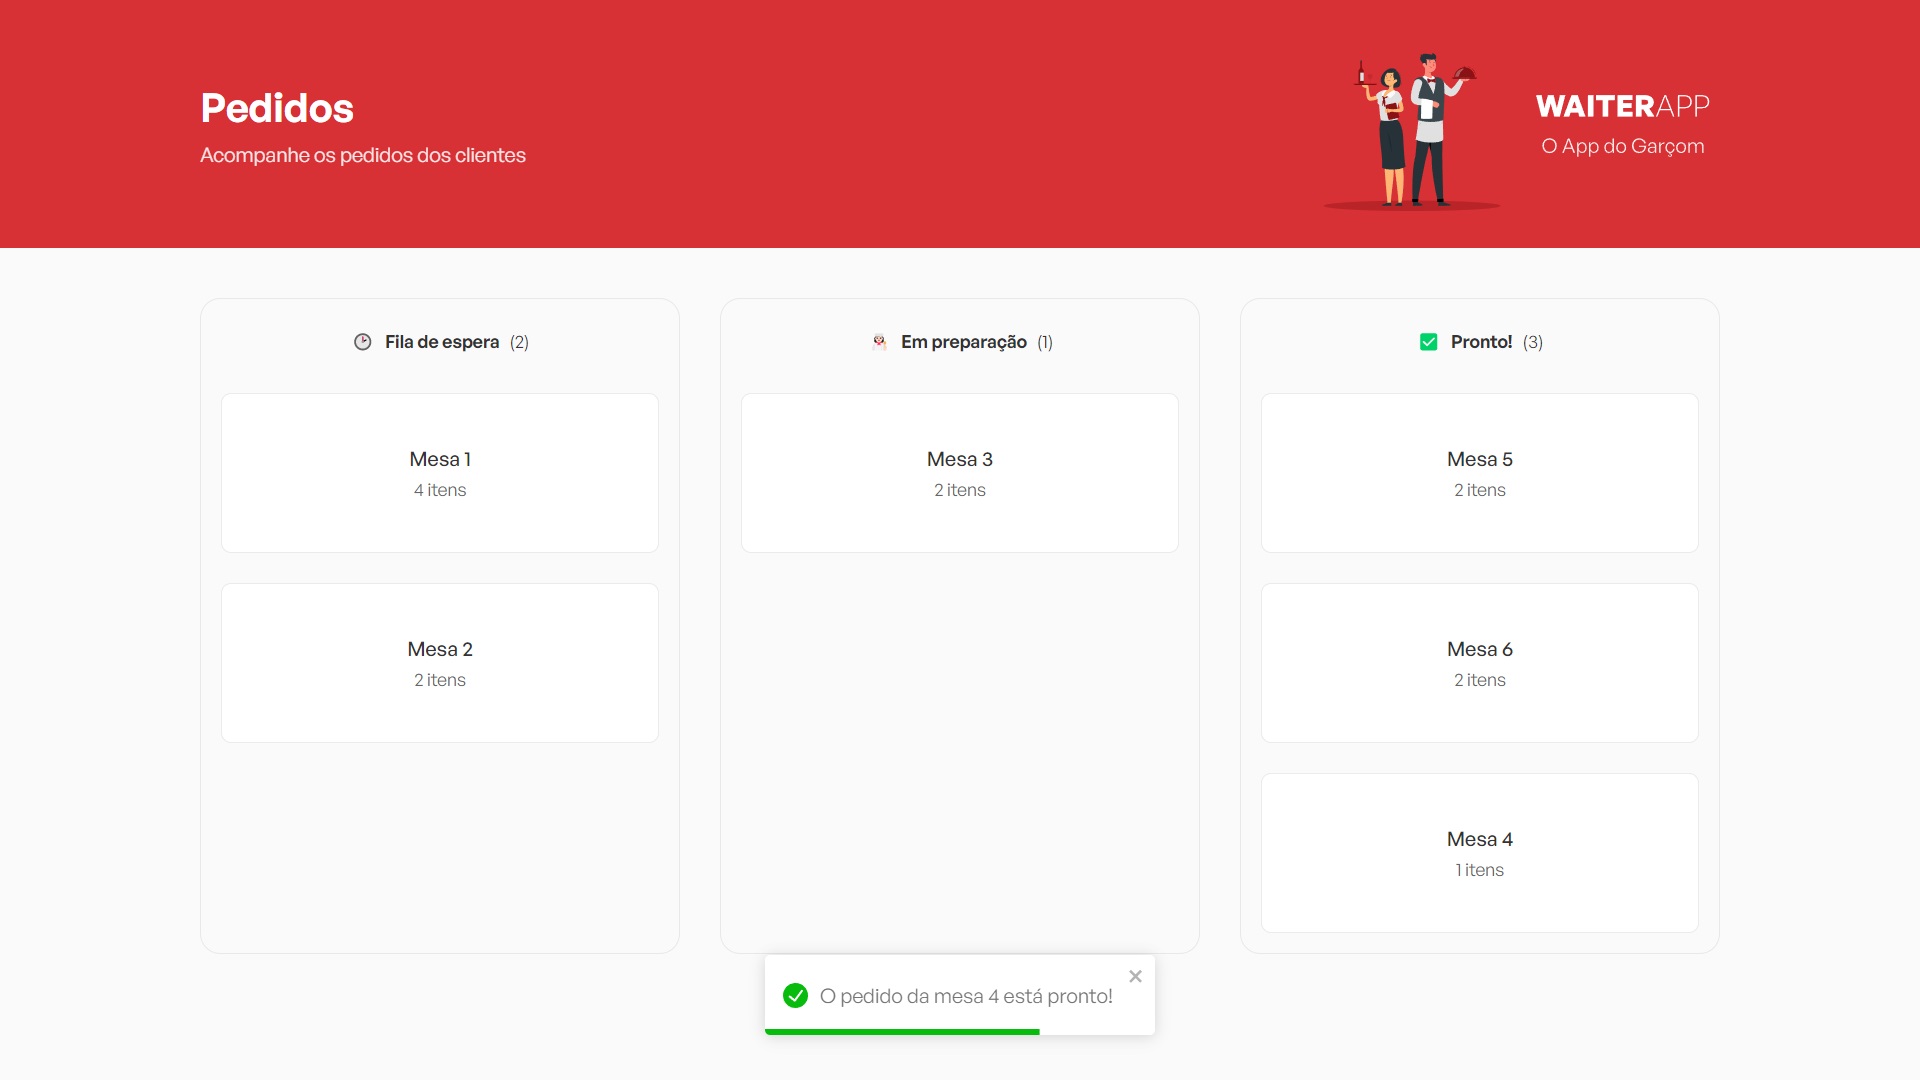 Pedidos
Acompanhe os pedidos dos clientes
WAITERAPP
O App do Garçom
Fila de espera (2)
Mesa 1
4 itens
Mesa 2
2 itens
Em preparação (1)
Mesa 3
2 itens
Pronto! (3)
Mesa 5
2 itens
Mesa 6
2 itens
Mesa 4
1 itens
O pedido da mesa 4 está pronto!